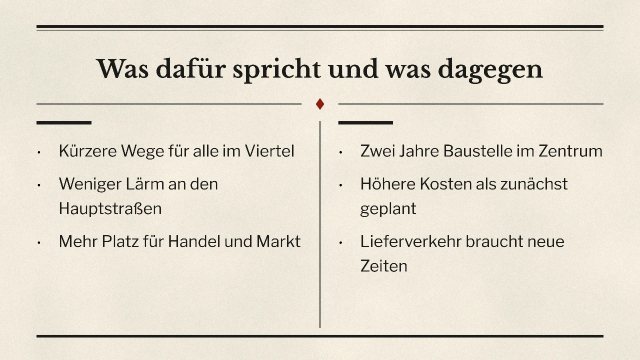 Was dafür spricht und was dagegen
· Kürzere Wege für alle im Viertel
· Weniger Lärm an den
Hauptstraßen
· Mehr Platz für Handel und Markt
· Zwei Jahre Baustelle im Zentrum
· Höhere Kosten als zunächst
geplant
· Lieferverkehr braucht neue
Zeiten